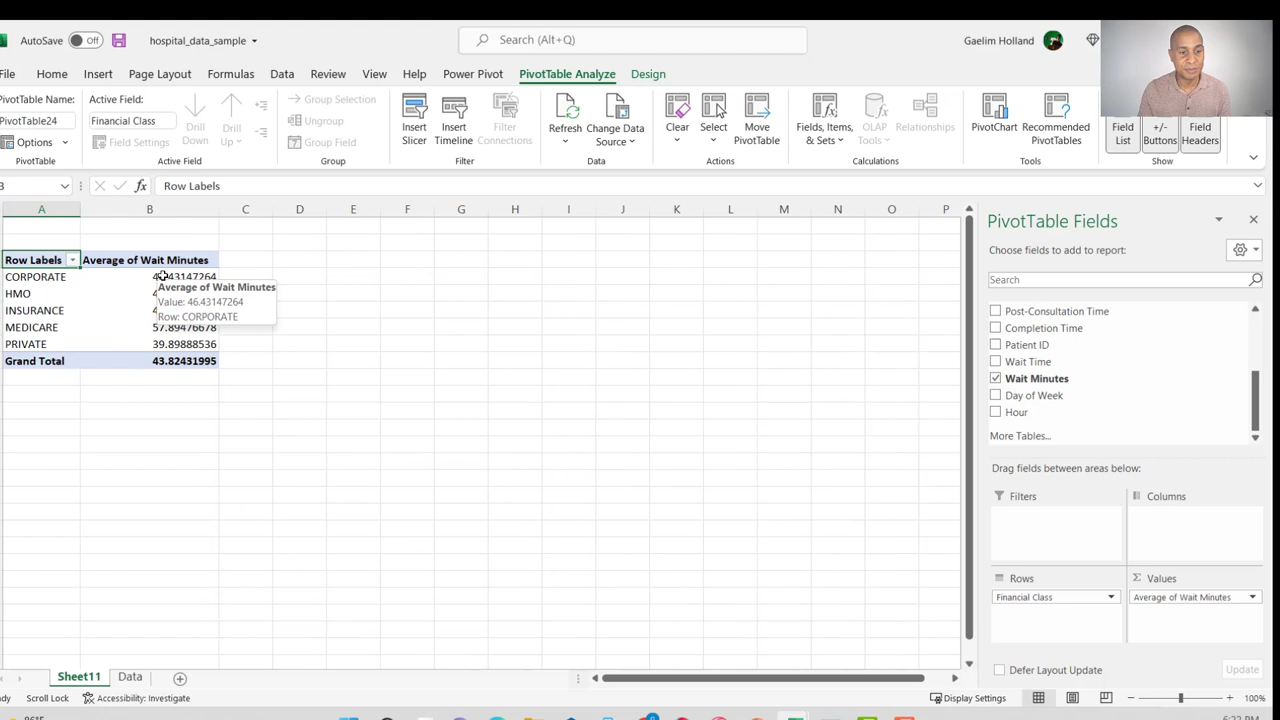 AutoSave Off hospital_data_sample Search (Alt+Q) Gaelim Holland
File Home Insert Page Layout Formulas Data Review View Help Power Pivot PivotTable Analyze Design
PivotTable Name:
PivotTable24
Options
PivotTable
Active Field:
Financial Class
Field Settings
Drill Down
Drill Up
Active Field
Group Selection
Ungroup
Group Field
Group
Insert Slicer
Insert Timeline
Filter Connections
Filter
Refresh
Change Data Source
Data
Clear
Select
Move PivotTable
Actions
Fields, Items, & Sets
OLAP Tools
Relationships
Calculations
PivotChart
Recommended PivotTables
Tools
Field List
+/- Buttons
Field Headers
Show
fx Row Labels
A B C D E F G H I J K L M N O P
Row Labels Average of Wait Minutes
CORPORATE
HMO
INSURANCE
MEDICARE 57.89476678
PRIVATE 39.89888536
Grand Total 43.82431995
Average of Wait Minutes
Value: 46.43147264
Row: CORPORATE
PivotTable Fields
Choose fields to add to report:
Search
Post-Consultation Time
Completion Time
Patient ID
Wait Time
Wait Minutes
Day of Week
Hour
More Tables...
Drag fields between areas below:
Filters
Columns
Rows
Financial Class
Σ Values
Average of Wait Minutes
Defer Layout Update Update
Sheet11 Data
Scroll Lock Accessibility: Investigate Display Settings 100%
6:22 PM